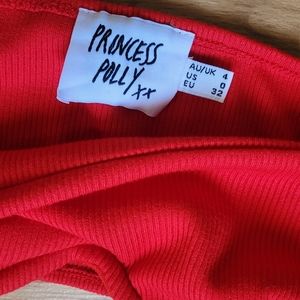 PRINCESS
POLLY
xx
AU/UK 4
US 0
EU 32